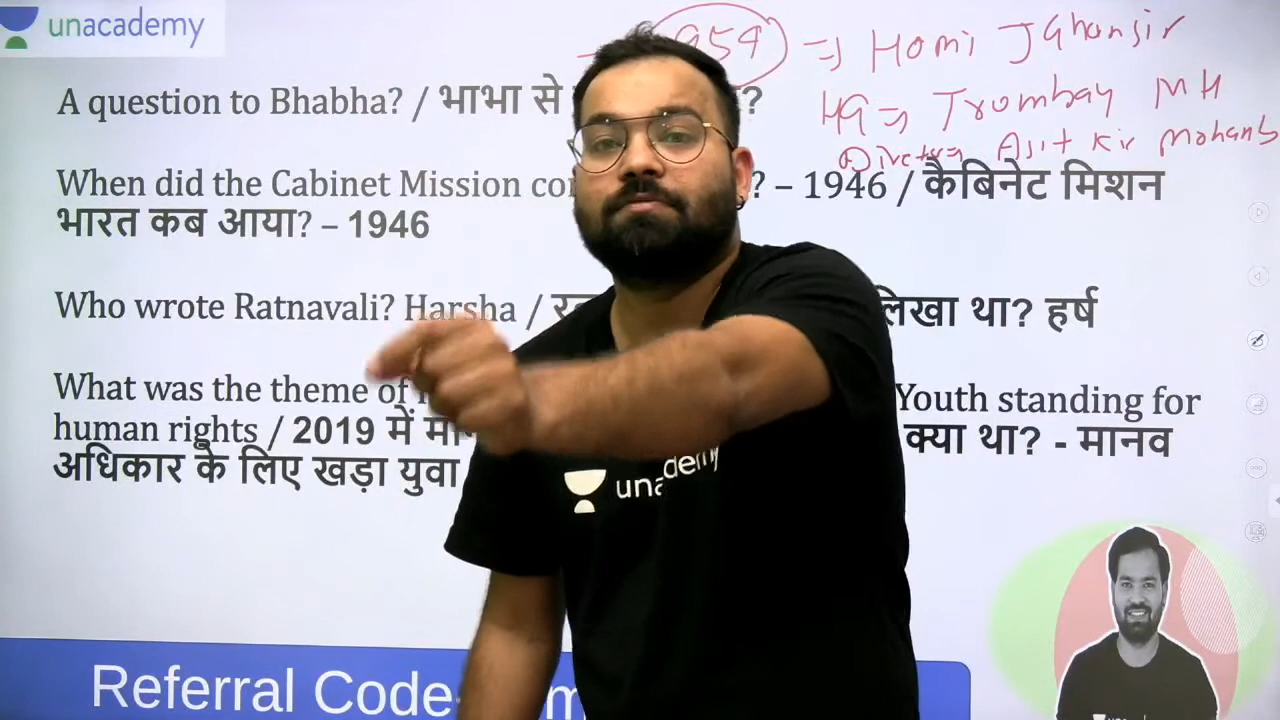 unacademy
954) => Homi Jahangir
A question to Bhabha? / भाभा से ?
HQ => Trombay MH
Director Ajit Kr Mohanty
When did the Cabinet Mission ? – 1946 / कैबिनेट मिशन
भारत कब आया? – 1946
Who wrote Ratnavali? Harsha / लिखा था? हर्ष
What was the theme of Youth standing for
human rights / 2019 में क्या था? - मानव
अधिकार के लिए खड़ा युवा
unacademy
Referral Code-